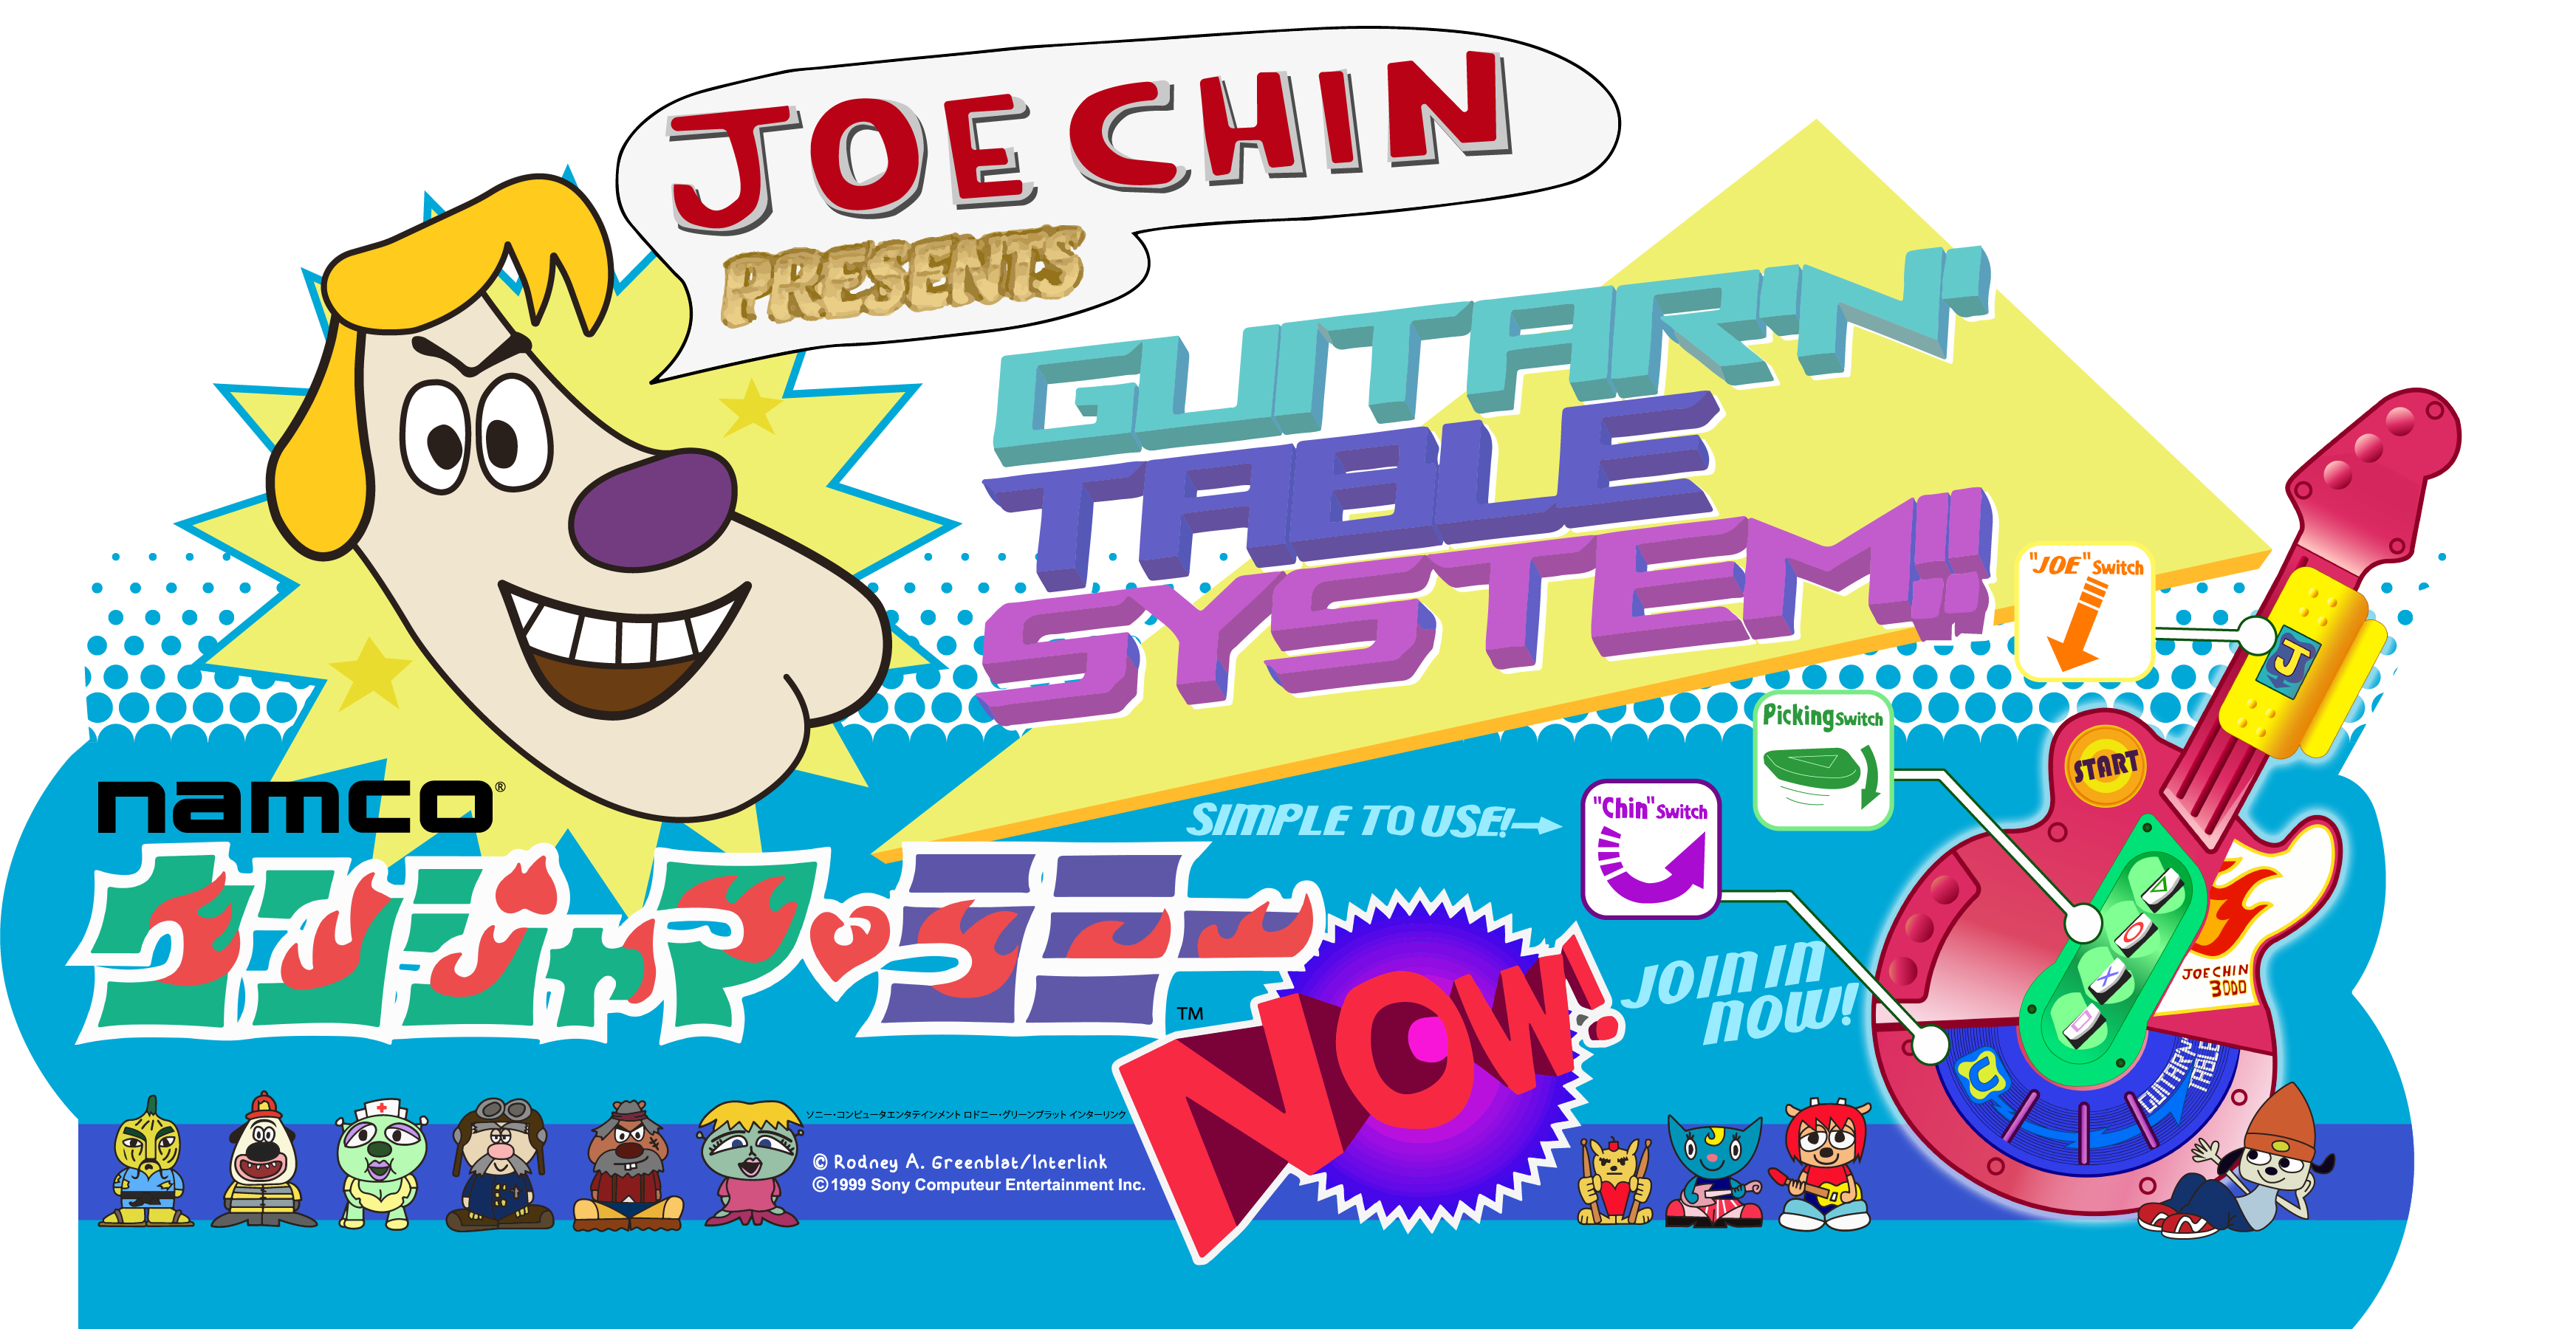 JOE CHIN
PRESENTS
GUITAR'N'
TABLE
SYSTEM!!
"JOE" Switch
J
Picking Switch
START
namco®
SIMPLE TO USE!→
"Chin" Switch
ウンジャマ・ラミー
TM
NOW!
JOIN IN
NOW!
JOE CHIN
3000
C
ソニー・コンピュータエンタテインメント ロドニー・グリーンブラット インターリンク
© Rodney A. Greenblat/Interlink
©1999 Sony Computeur Entertainment Inc.